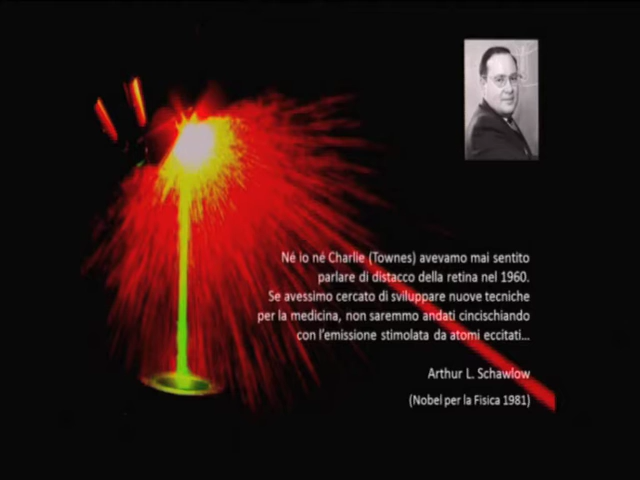 Né io né Charlie (Townes) avevamo mai sentito
parlare di distacco della retina nel 1960.
Se avessimo cercato di sviluppare nuove tecniche
per la medicina, non saremmo andati cincischiando
con l'emissione stimolata da atomi eccitati...
Arthur L. Schawlow
(Nobel per la Fisica 1981)